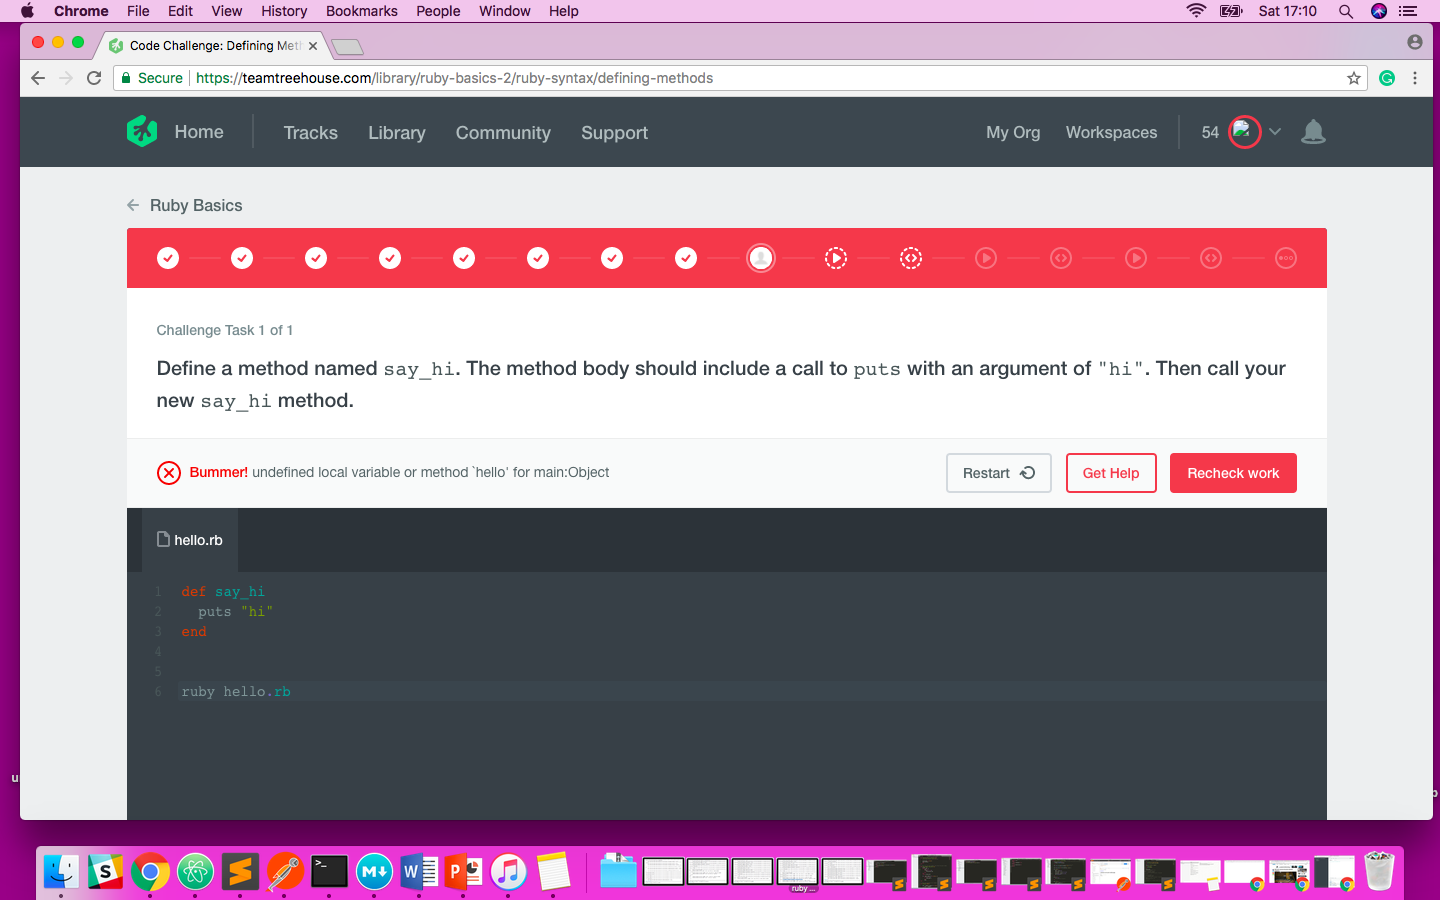 Chrome File Edit View History Bookmarks People Window Help Sat 17:10
Code Challenge: Defining Meth
Secure https://teamtreehouse.com/library/ruby-basics-2/ruby-syntax/defining-methods
Home Tracks Library Community Support My Org Workspaces 54
Ruby Basics
Challenge Task 1 of 1
Define a method named say_hi. The method body should include a call to puts with an argument of "hi". Then call your
new say_hi method.
Bummer! undefined local variable or method `hello' for main:Object Restart Get Help Recheck work
hello.rb
1 def say_hi
2 puts "hi"
3 end
4
5
6 ruby hello.rb
ruby ...